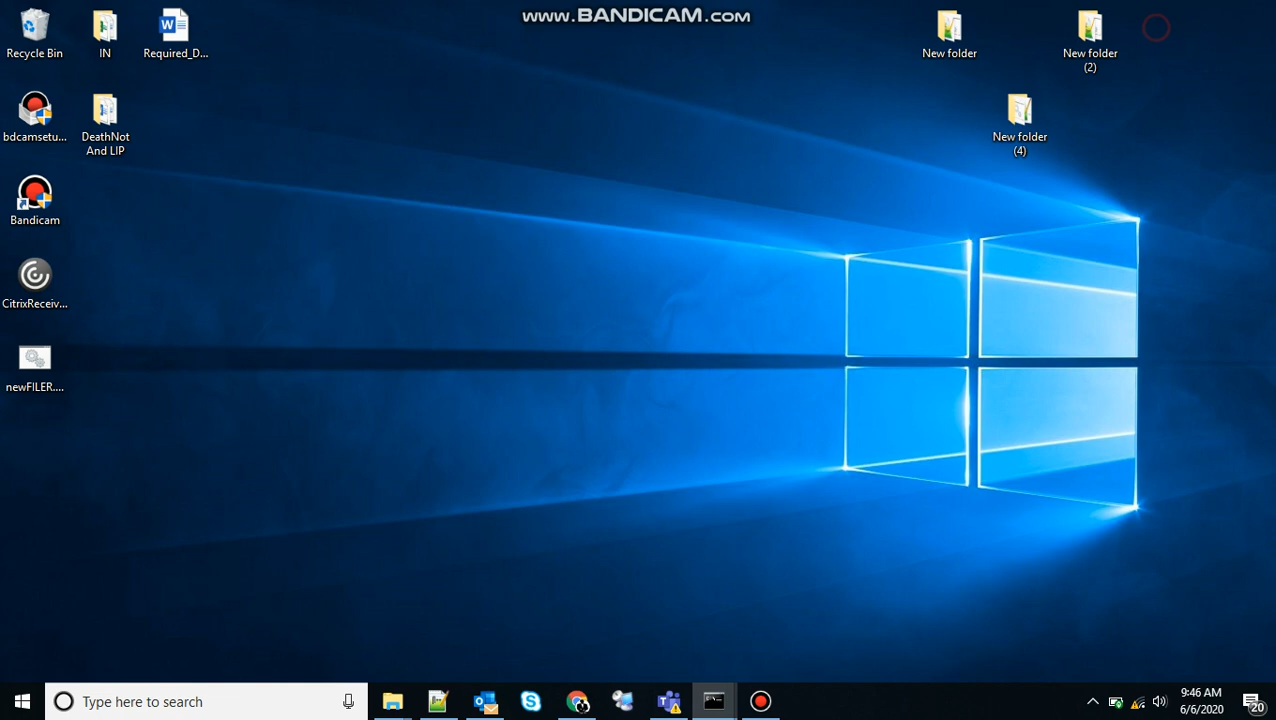 www.BANDICAM.com
Recycle Bin
IN
Required_D...
New folder
New folder
(2)
bdcamsetu...
DeathNot
And LIP
New folder
(4)
Bandicam
CitrixReceiv...
newFILER....
Type here to search
9:46 AM
6/6/2020
20